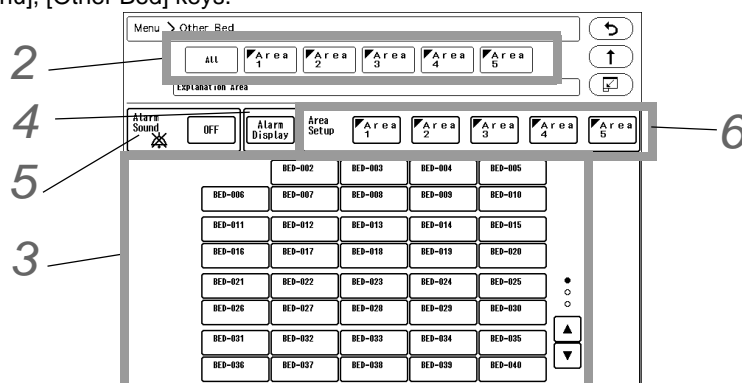 nu], [Other Bed] keys.
Menu > Other Bed
2
All Area 1 Area 2 Area 3 Area 4 Area 5
Explanation Area
4
Alarm Sound OFF Alarm Display Area Setup Area 1 Area 2 Area 3 Area 4 Area 5
6
5
BED-002 BED-003 BED-004 BED-005
BED-006 BED-007 BED-008 BED-009 BED-010
BED-011 BED-012 BED-013 BED-014 BED-015
3
BED-016 BED-017 BED-018 BED-019 BED-020
BED-021 BED-022 BED-023 BED-024 BED-025
BED-026 BED-027 BED-028 BED-029 BED-030
BED-031 BED-032 BED-033 BED-034 BED-035
BED-036 BED-037 BED-038 BED-039 BED-040